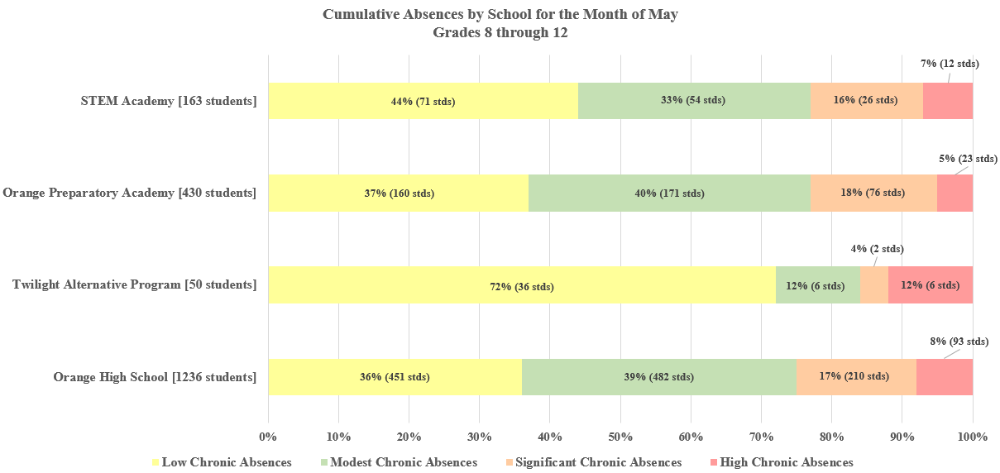 Cumulative Absences by School for the Month of May
Grades 8 through 12
7% (12 stds)
STEM Academy [163 students]
44% (71 stds)
33% (54 stds)
16% (26 stds)
5% (23 stds)
Orange Preparatory Academy [430 students]
37% (160 stds)
40% (171 stds)
18% (76 stds)
4% (2 stds)
Twilight Alternative Program [50 students]
72% (36 stds)
12% (6 stds)
12% (6 stds)
8% (93 stds)
Orange High School [1236 students]
36% (451 stds)
39% (482 stds)
17% (210 stds)
0% 10% 20% 30% 40% 50% 60% 70% 80% 90% 100%
Low Chronic Absences
Modest Chronic Absences
Significant Chronic Absences
High Chronic Absences